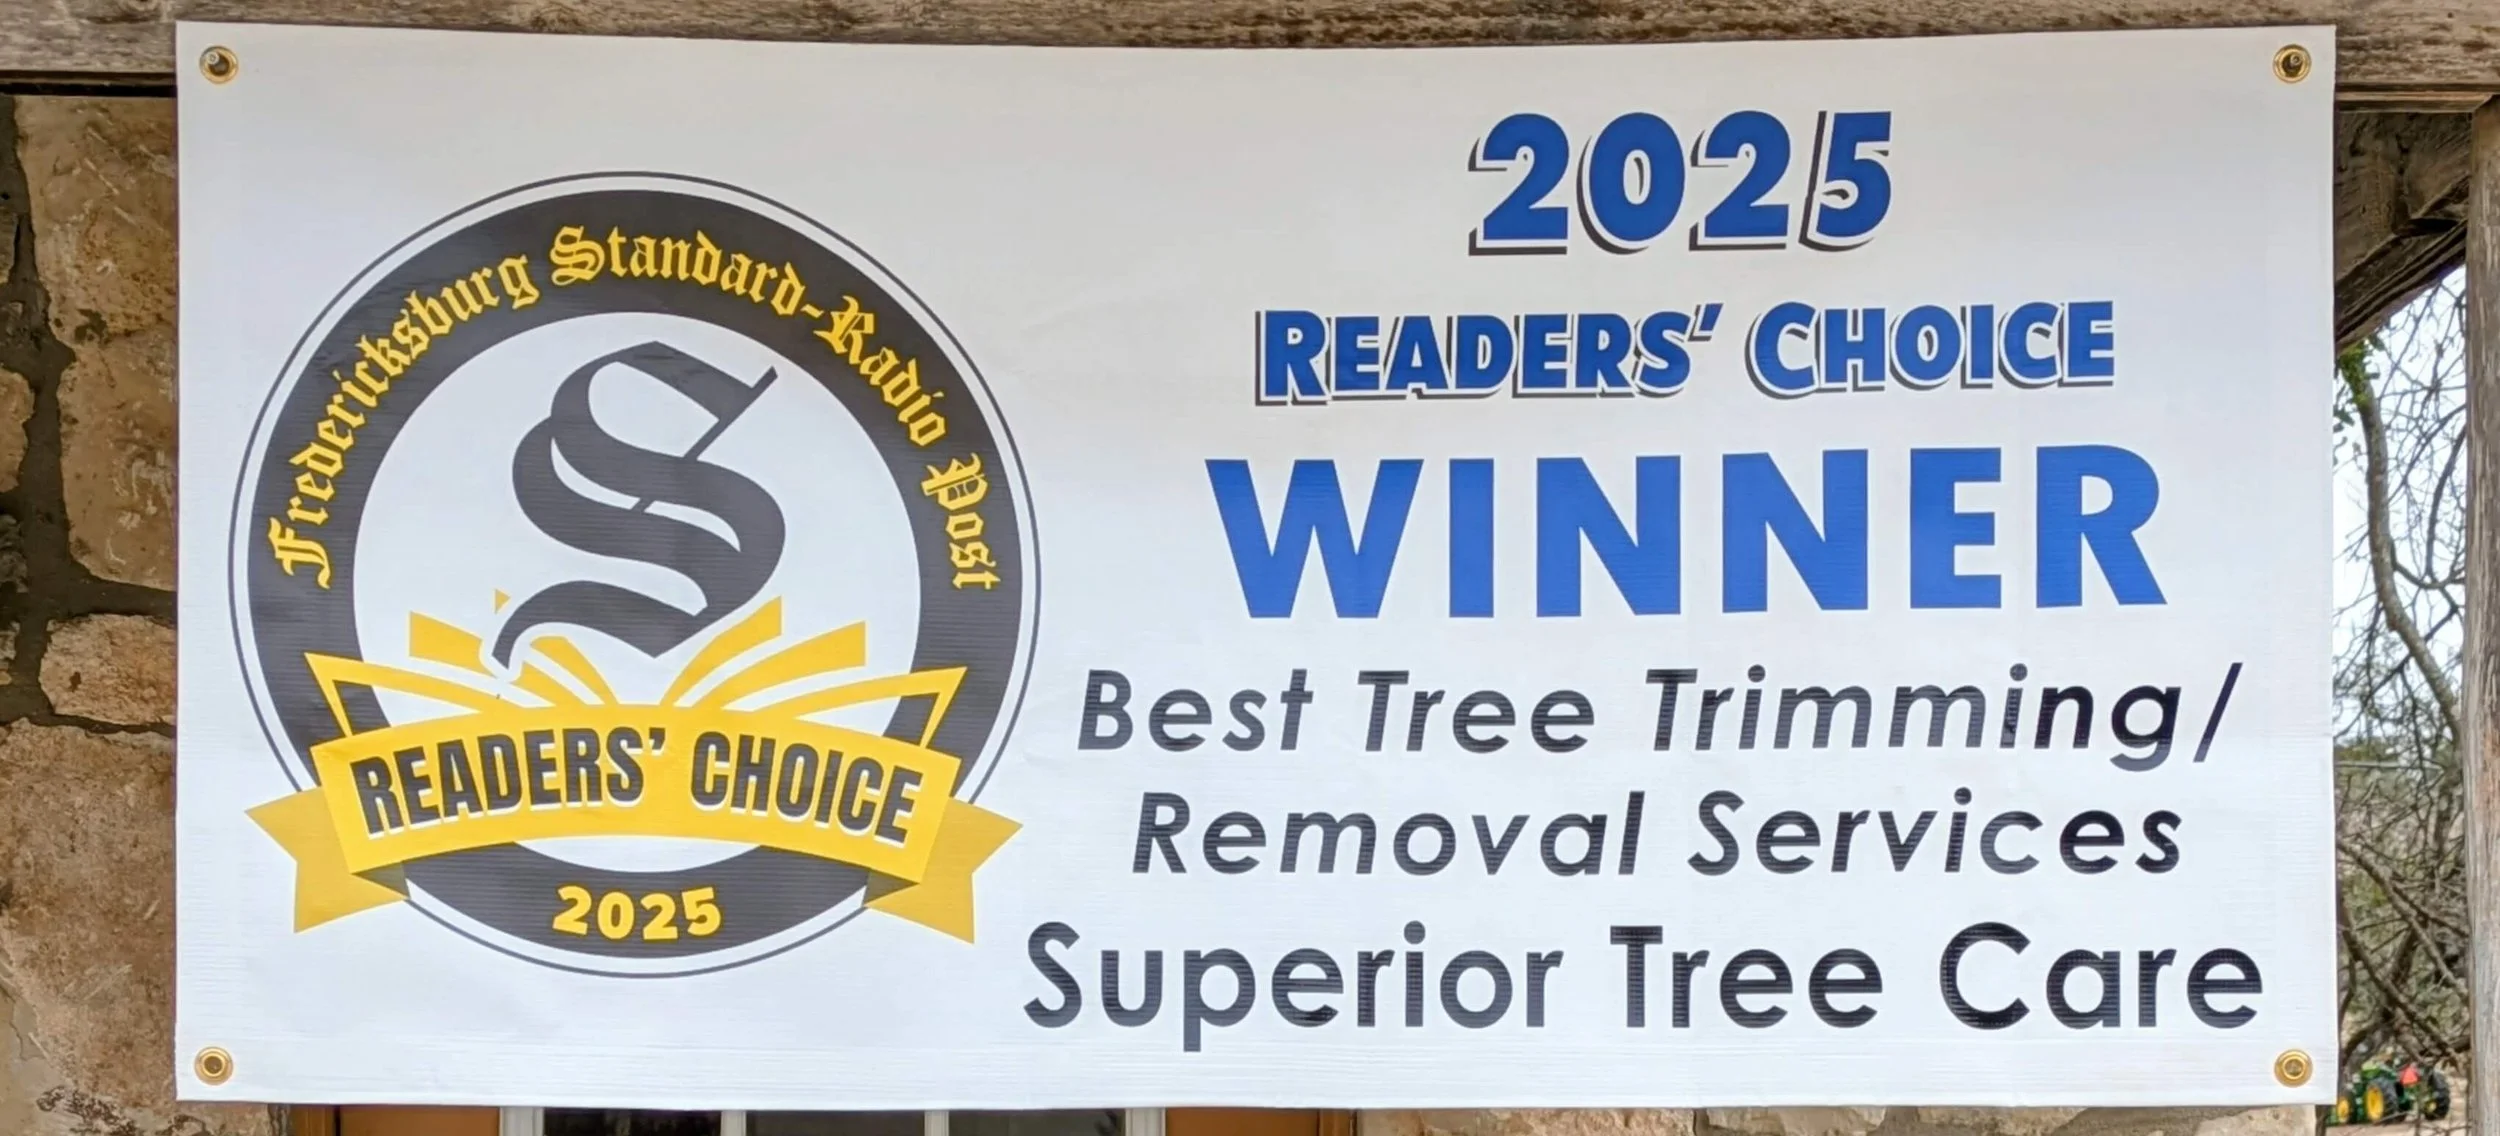 Fredericksburg Standard-Radio Post
S
READERS' CHOICE
2025
2025
READERS' CHOICE
WINNER
Best Tree Trimming/
Removal Services
Superior Tree Care